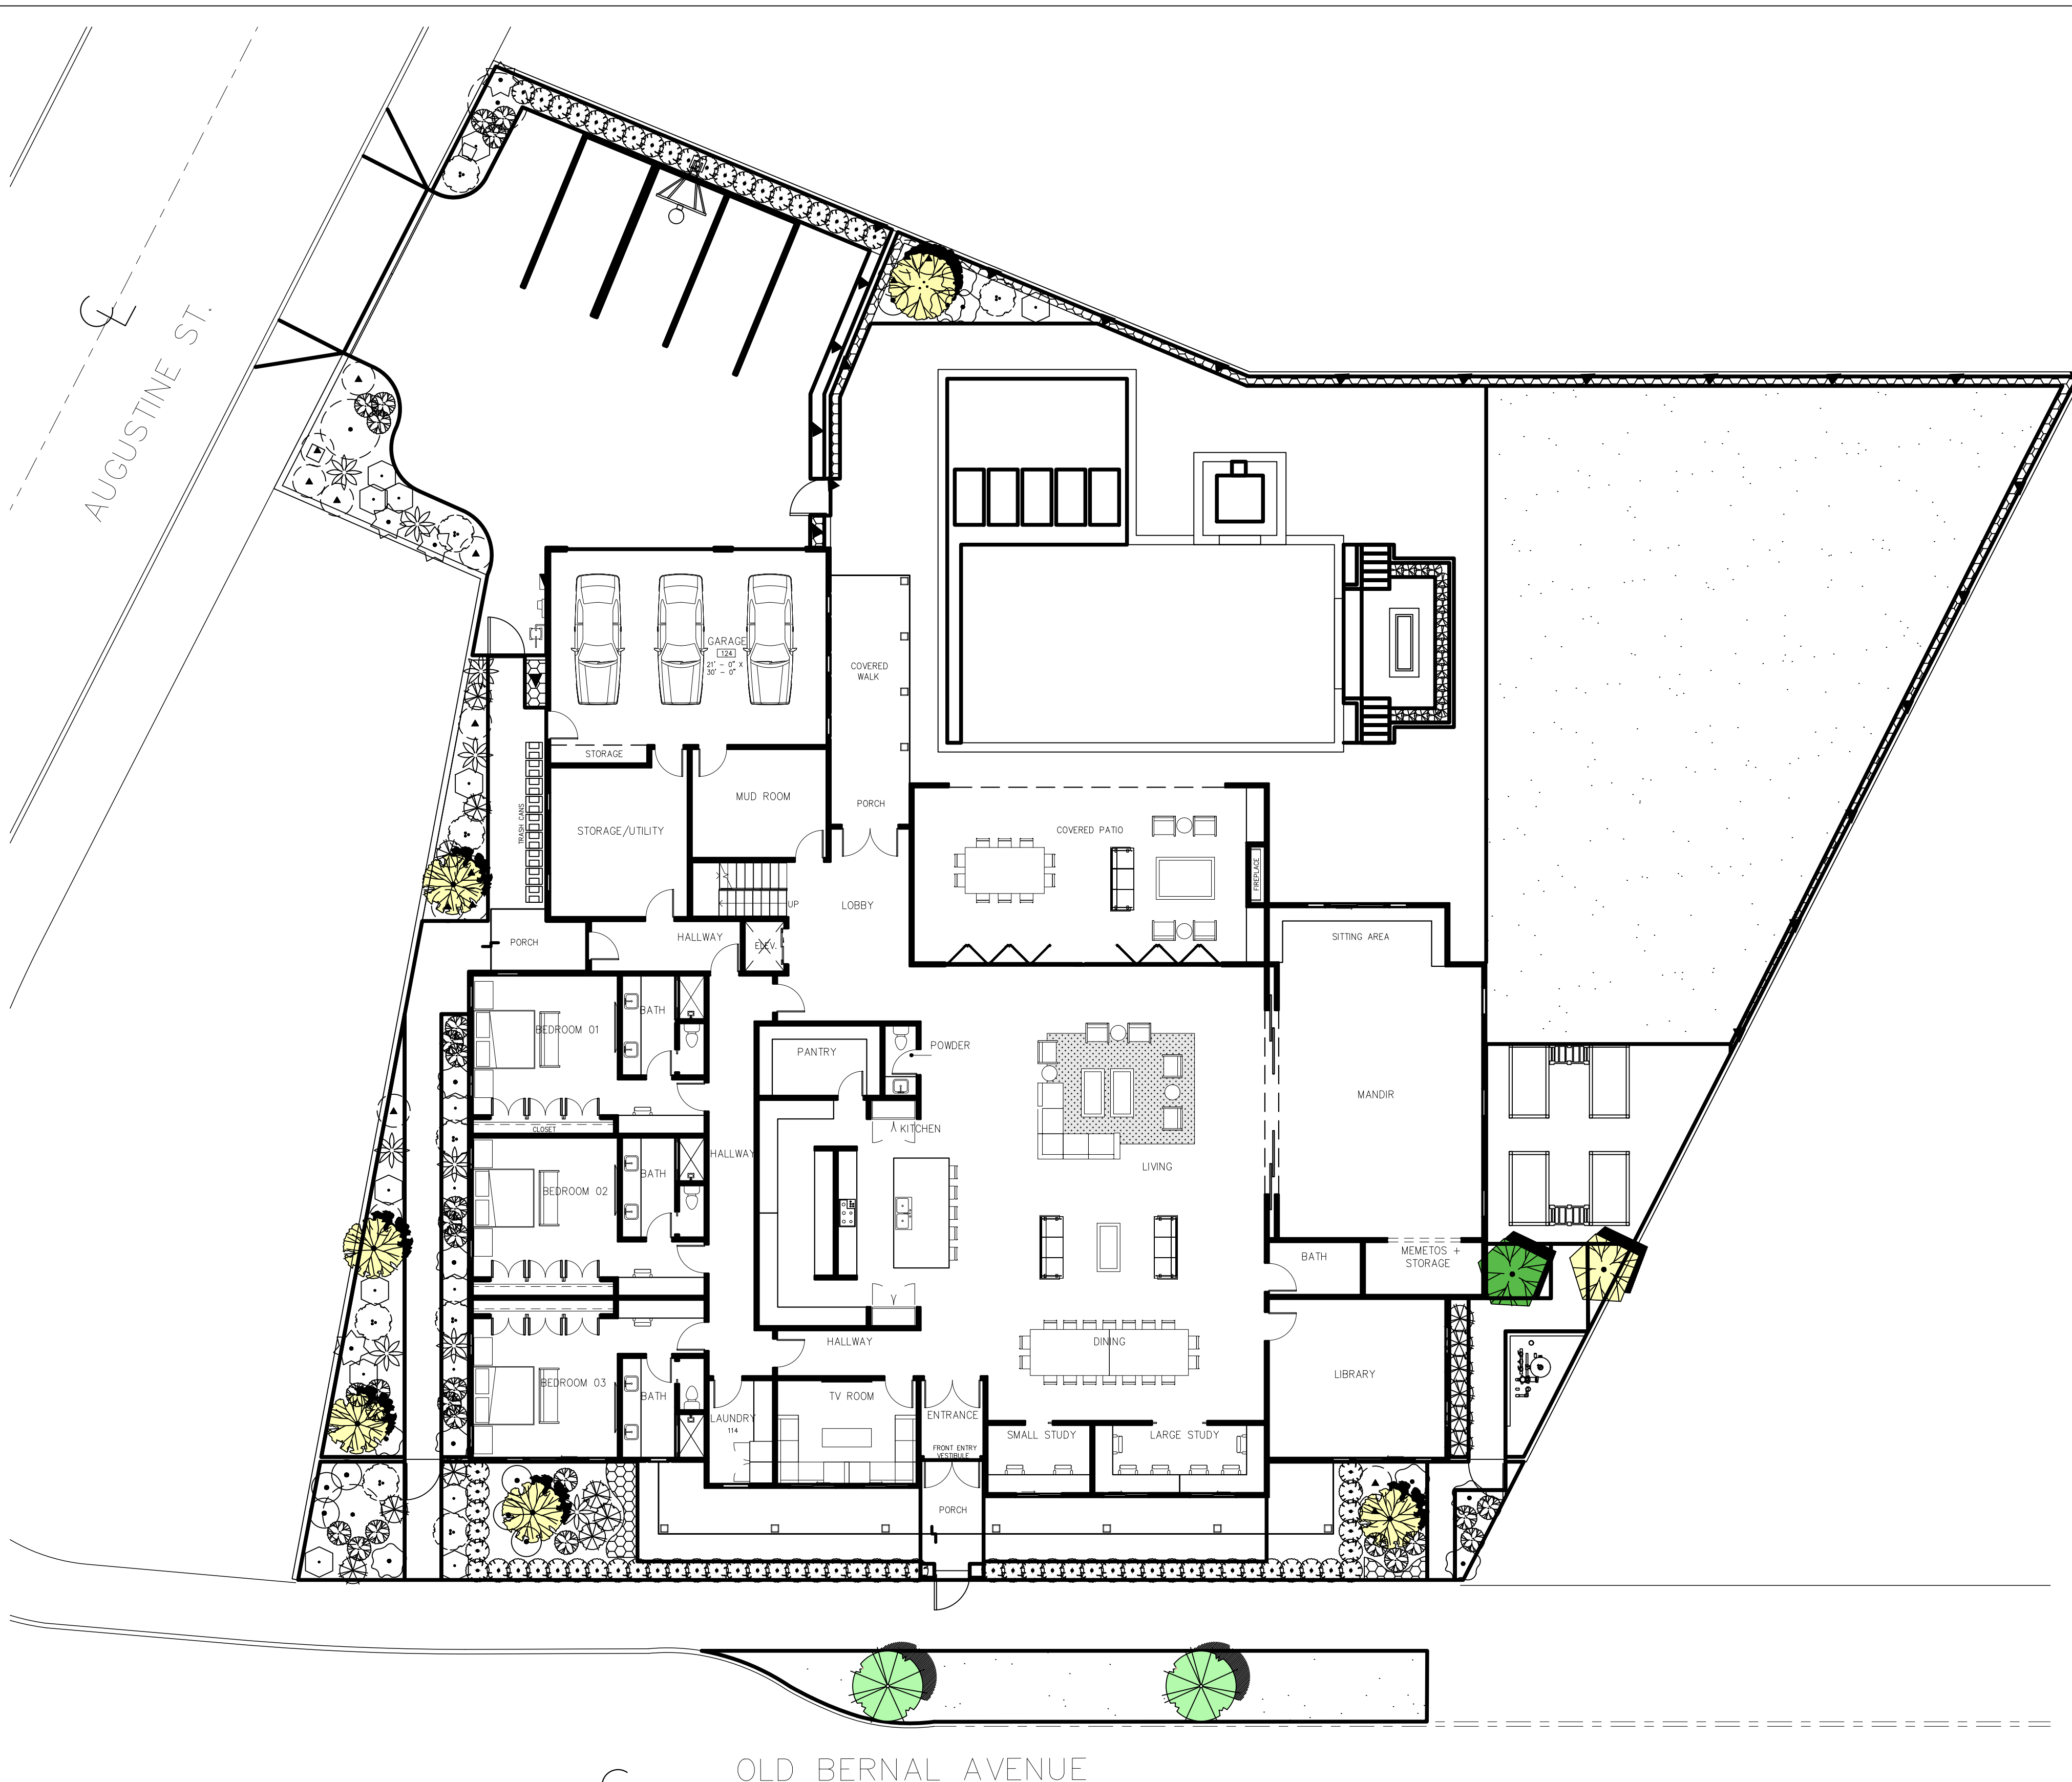 AUGUSTINE ST.
GARAGE
124
21' - 0" X
30' - 0"
COVERED
WALK
STORAGE
MUD ROOM
PORCH
STORAGE/UTILITY
TRASH CANS
COVERED PATIO
FIREPLACE
UP
LOBBY
HALLWAY
ELEV.
PORCH
SITTING AREA
BEDROOM 01
BATH
PANTRY
POWDER
MANDIR
CLOSET
KITCHEN
HALLWAY
LIVING
BEDROOM 02
BATH
BATH
MEMETOS +
STORAGE
HALLWAY
DINING
LIBRARY
BEDROOM 03
BATH
TV ROOM
LAUNDRY
114
ENTRANCE
SMALL STUDY
LARGE STUDY
FRONT ENTRY
VESTIBULE
PORCH
OLD BERNAL AVENUE